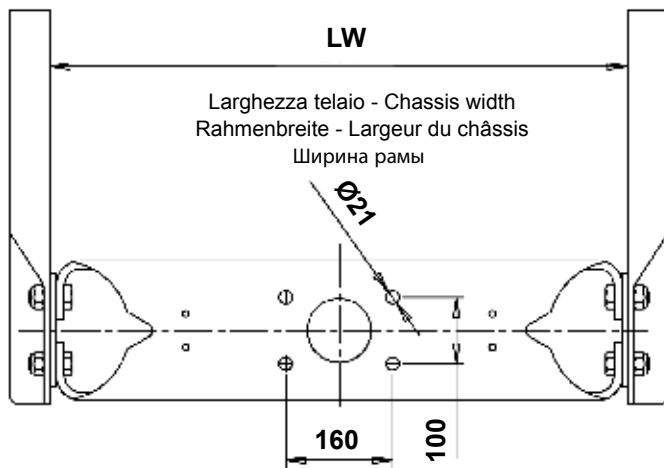 LW
Larghezza telaio - Chassis width
Rahmenbreite - Largeur du châssis
Ширина рамы
Ø21
160
100